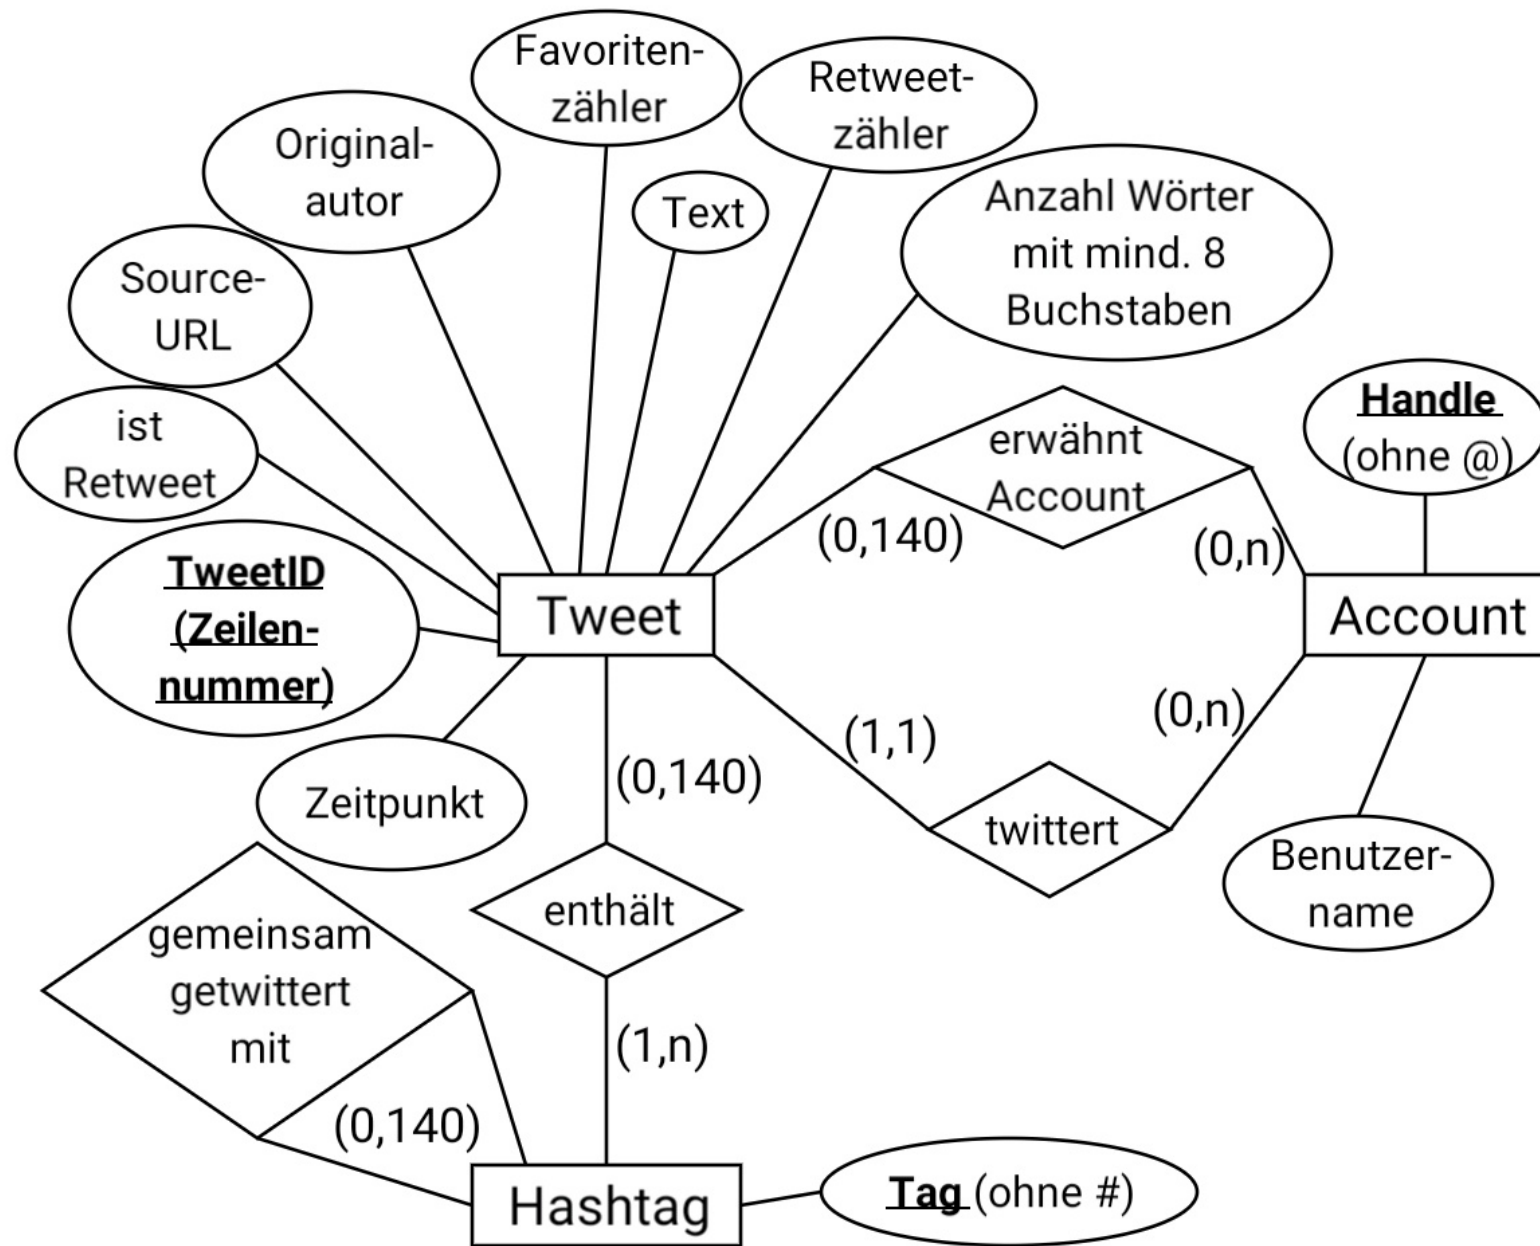 Favoriten-
zähler
Retweet-
zähler
Original-
autor
Text
Anzahl Wörter
mit mind. 8
Buchstaben
Source-
URL
ist
Retweet
erwähnt
Account
Handle
(ohne @)
(0,140)
(0,n)
TweetID
(Zeilen-
nummer)
Tweet
Account
(1,1)
(0,n)
Zeitpunkt
(0,140)
twittert
Benutzer-
name
enthält
gemeinsam
getwittert
mit
(1,n)
(0,140)
Hashtag
Tag (ohne #)